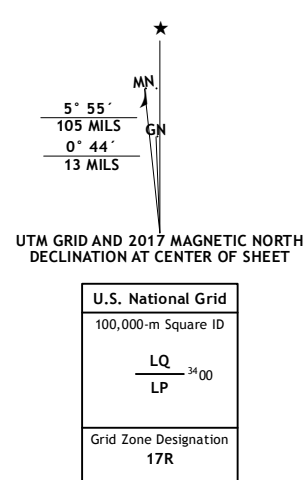 MN
5° 55´
105 MILS
GN
0° 44´
13 MILS
UTM GRID AND 2017 MAGNETIC NORTH
DECLINATION AT CENTER OF SHEET
U.S. National Grid
100,000-m Square ID
LQ
3400
LP
Grid Zone Designation
17R